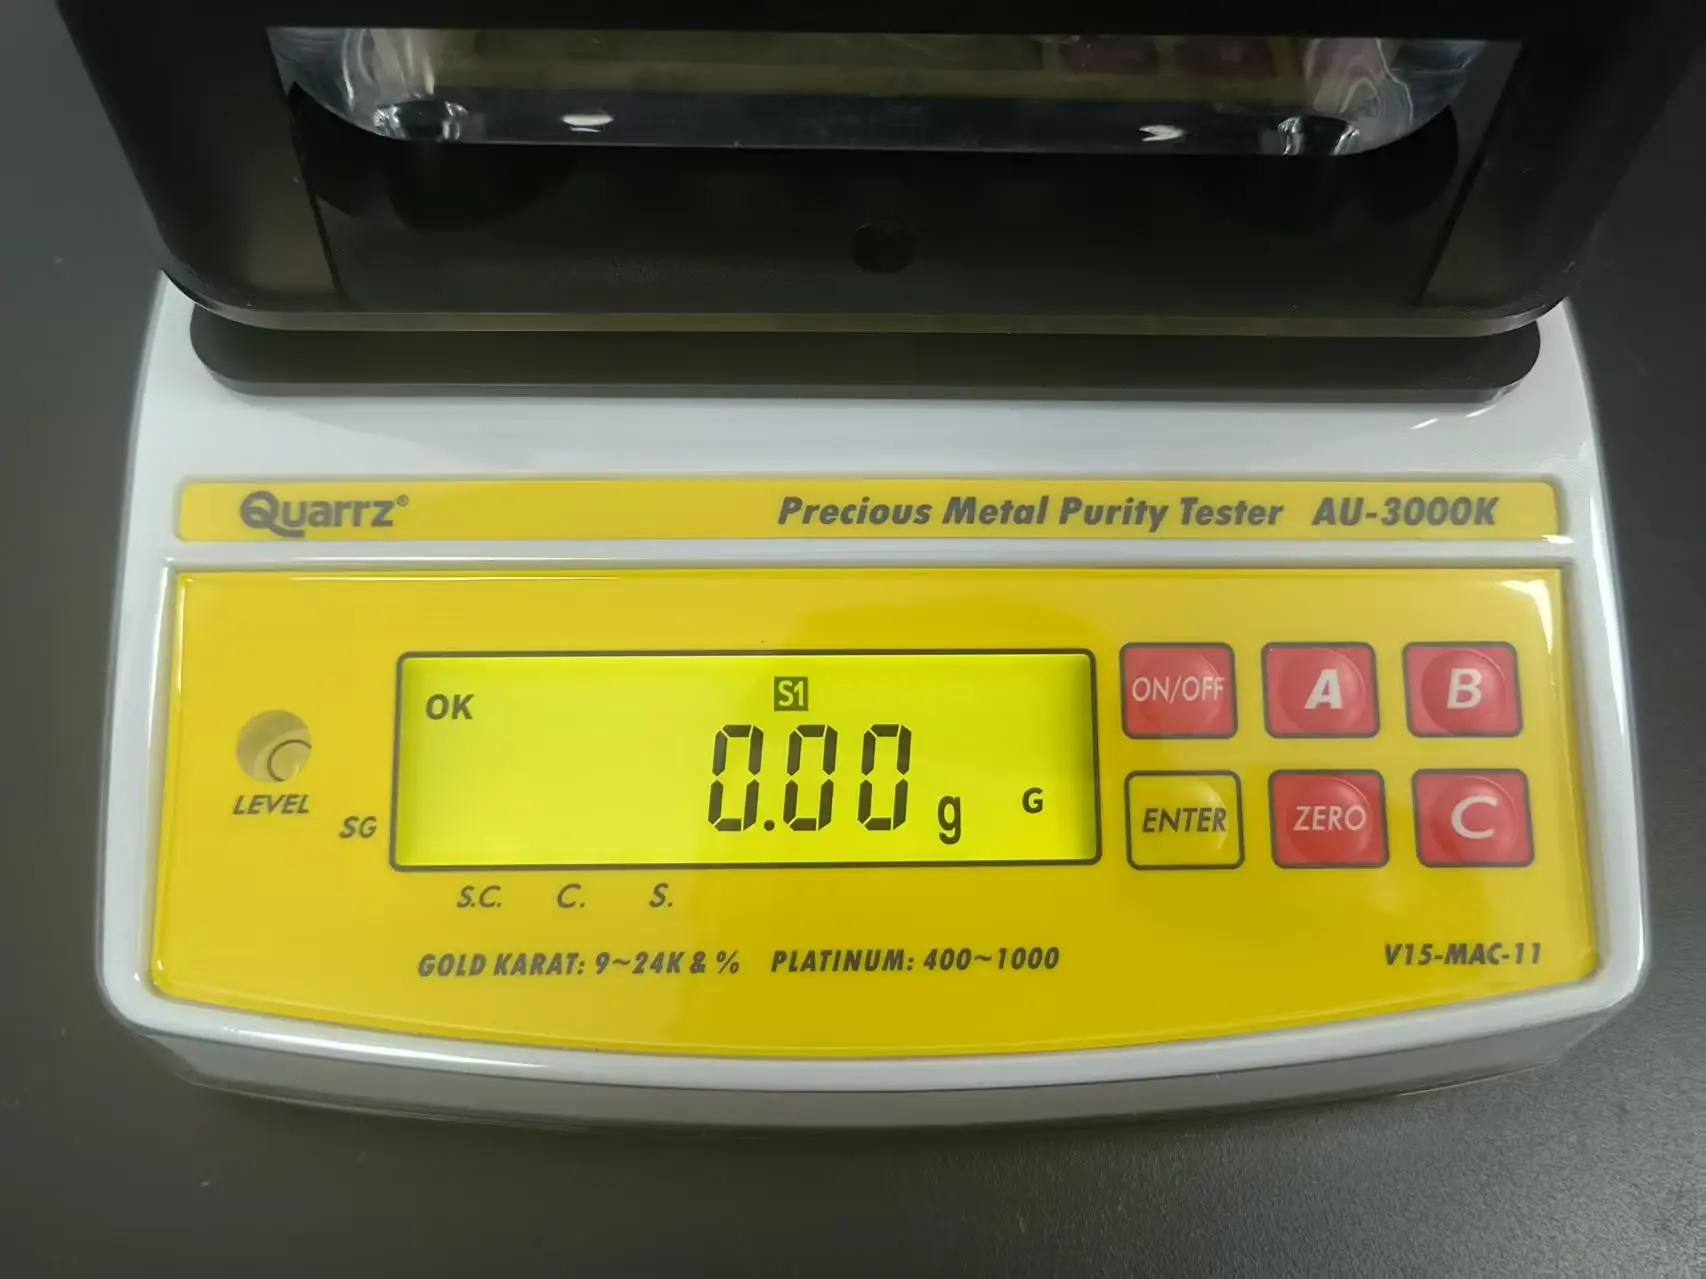 Quarrz® Precious Metal Purity Tester AU-3000K
OK S1
0.00 g G
LEVEL
SG
S.C. C. S.
ON/OFF A B
ENTER ZERO C
GOLD KARAT: 9~24K & % PLATINUM: 400~1000
V15-MAC-11